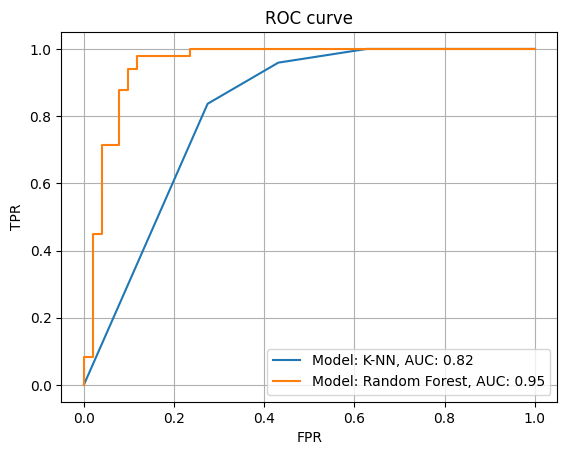 ROC curve
1.0
0.8
0.6
0.4
0.2
0.0
TPR
Model: K-NN, AUC: 0.82
Model: Random Forest, AUC: 0.95
0.0 0.2 0.4 0.6 0.8 1.0
FPR